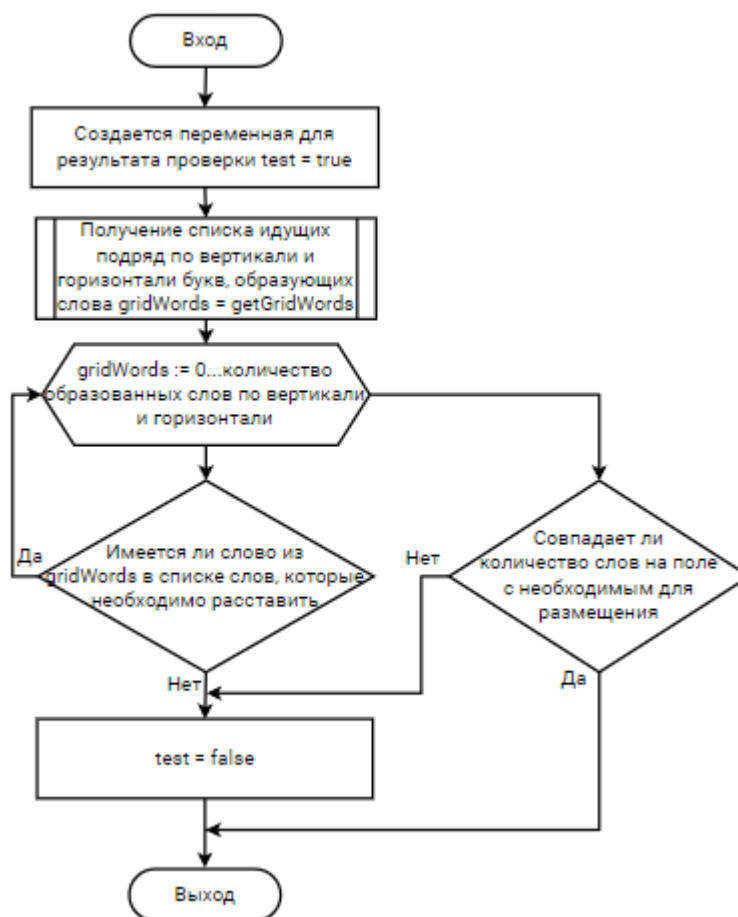 Вход
Создается переменная для
результата проверки test = true
Получение списка идущих
подряд по вертикали и
горизонтали букв, образующих
слова gridWords = getGridWords
gridWords := 0...количество
образованных слов по вертикали
и горизонтали
Да
Имеется ли слово из
gridWords в списке слов, которые
необходимо расставить
Нет
Нет
Совпадает ли
количество слов на поле
с необходимым для
размещения
Да
test = false
Выход